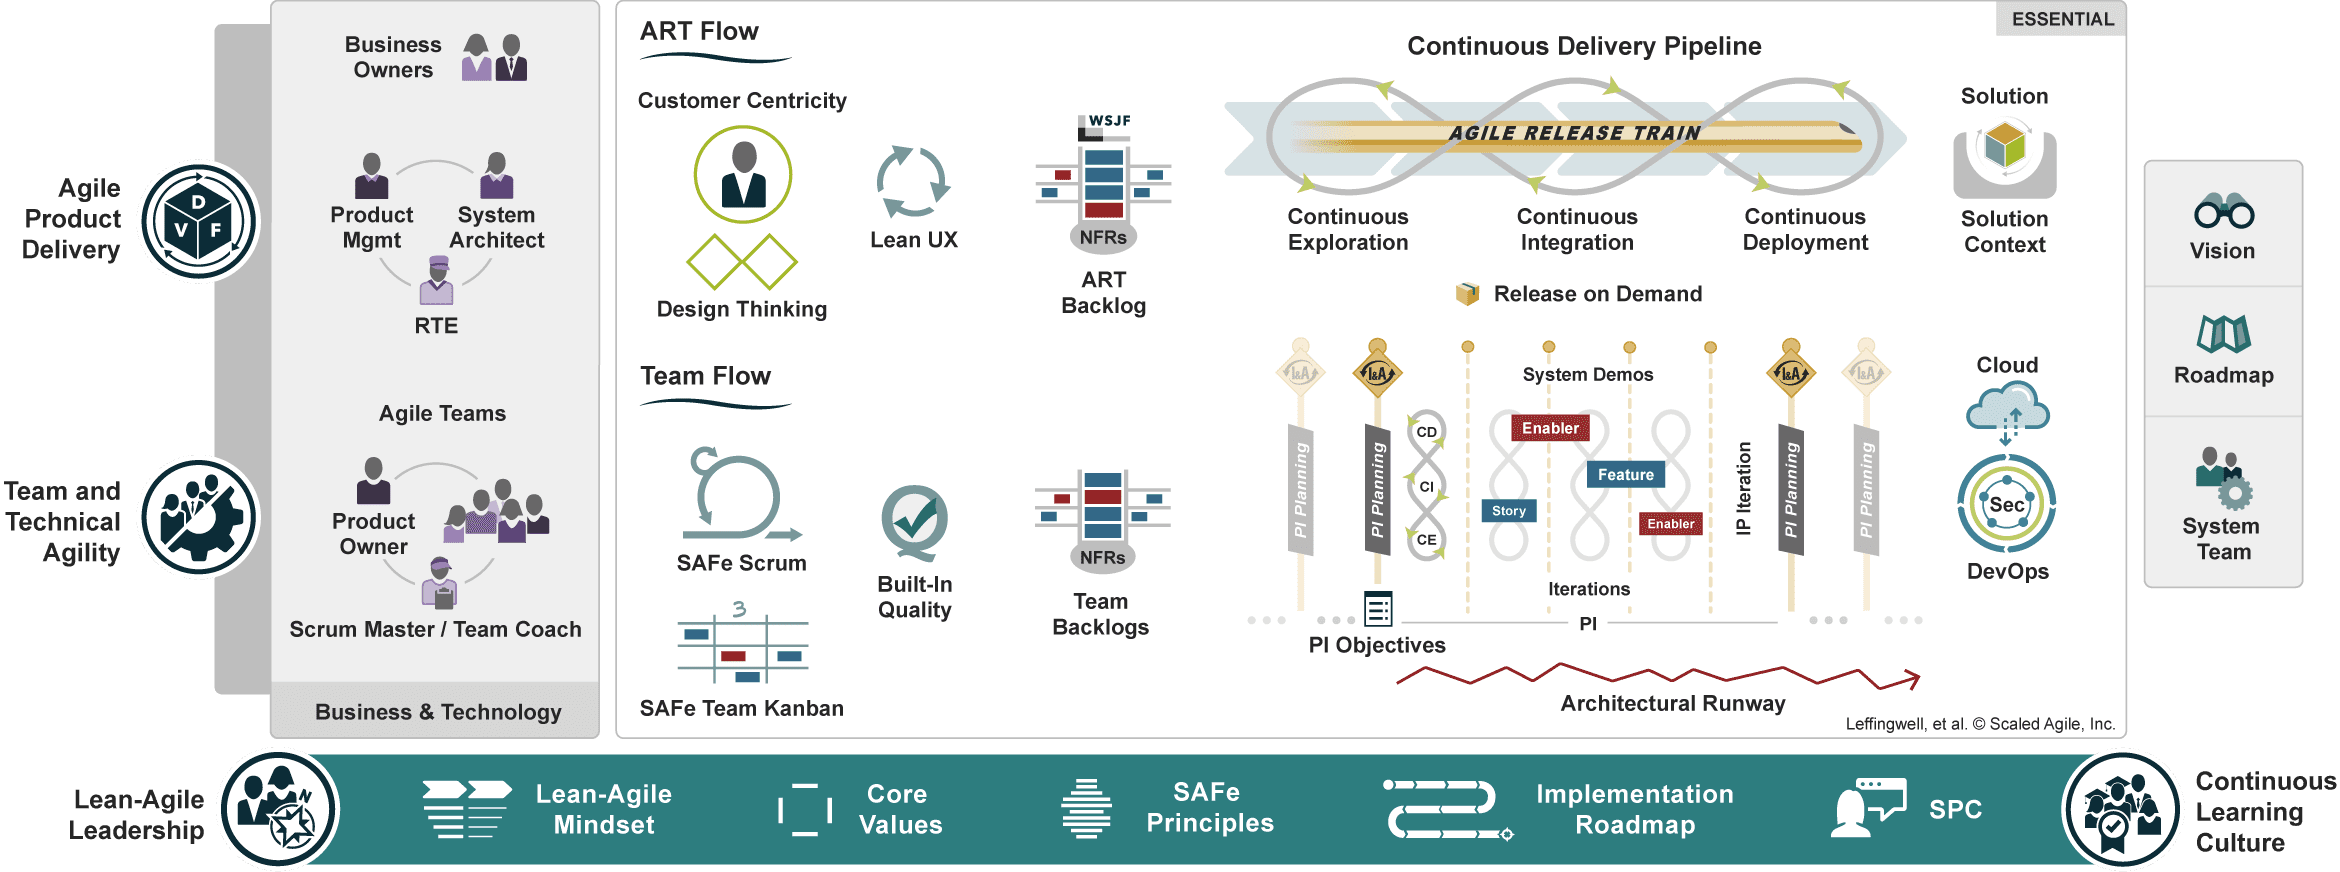 ESSENTIAL
Business
Owners
Product
Mgmt
System
Architect
RTE
Agile Teams
Product
Owner
Scrum Master / Team Coach
Business & Technology
Agile
Product
Delivery
D
V F
Team and
Technical
Agility
ART Flow
Customer Centricity
Design Thinking
Lean UX
WSJF
NFRs
ART
Backlog
Team Flow
SAFe Scrum
3
SAFe Team Kanban
Built-In
Quality
NFRs
Team
Backlogs
Continuous Delivery Pipeline
AGILE RELEASE TRAIN
Continuous
Exploration
Continuous
Integration
Continuous
Deployment
Release on Demand
Solution
Solution
Context
I&A
I&A
I&A
I&A
System Demos
PI Planning
PI Planning
CD
CI
CE
Enabler
Feature
Story
Enabler
IP Iteration
PI Planning
PI Planning
Iterations
PI
PI Objectives
Architectural Runway
Cloud
Sec
DevOps
Leffingwell, et al. © Scaled Agile, Inc.
Vision
Roadmap
System
Team
Lean-Agile
Leadership
N
Lean-Agile
Mindset
Core
Values
SAFe
Principles
Implementation
Roadmap
SPC
Continuous
Learning
Culture